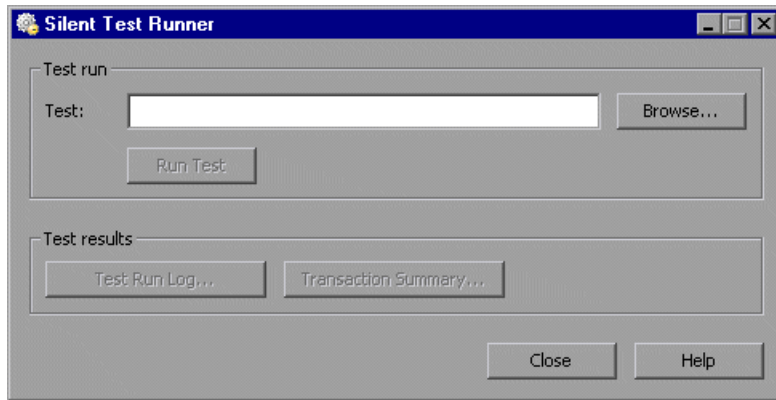 Silent Test Runner
Test run
Test:
Browse...
Run Test
Test results
Test Run Log...
Transaction Summary...
Close
Help